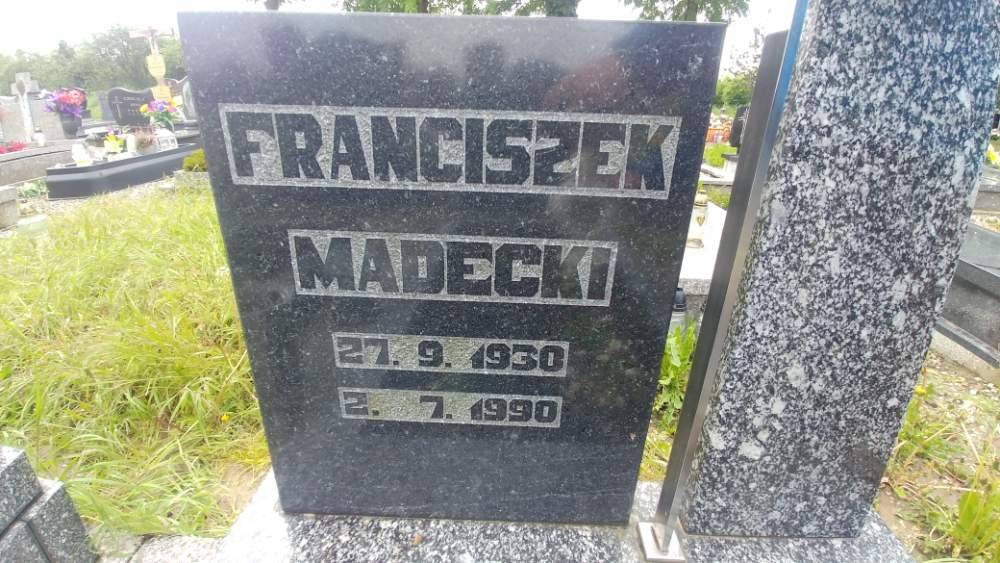 FRANCISZEK
MADECKI
27. 9. 1930
2. 7. 1990